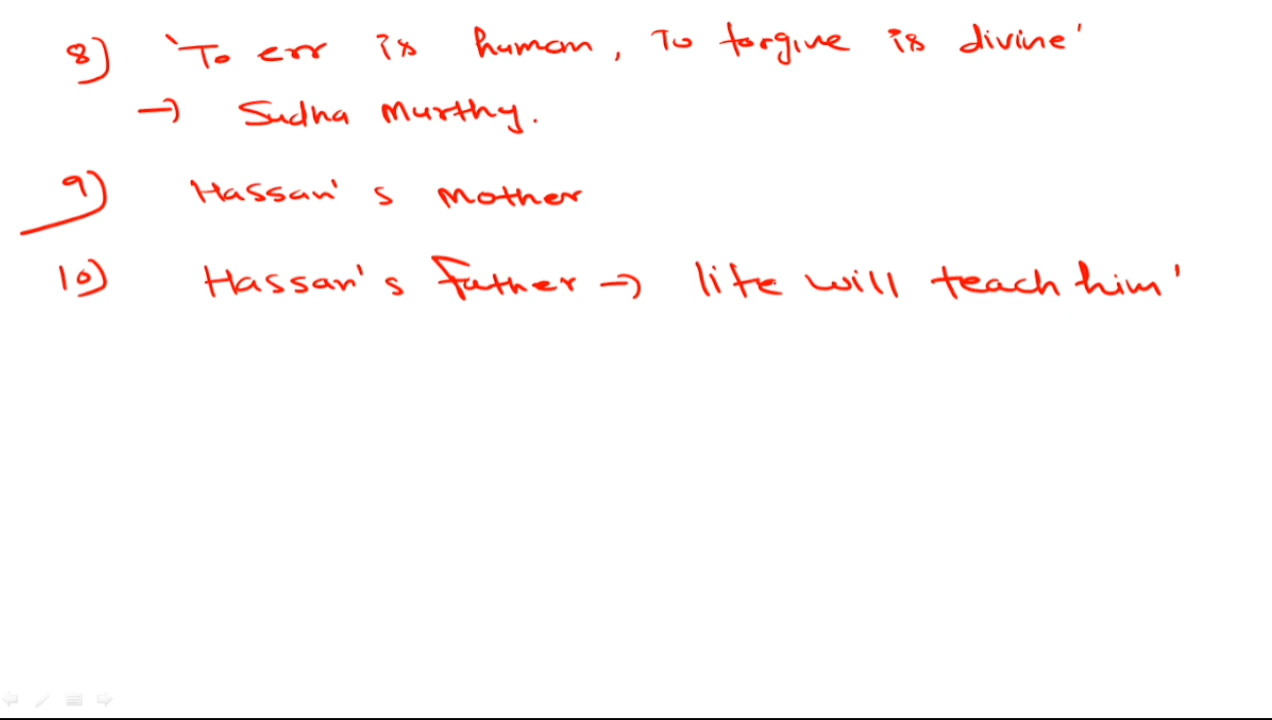 8) 'To err is human, To forgive is divine'
→ Sudha Murthy.
9) Hassan's Mother
10) Hassan's Father → life will teach him'